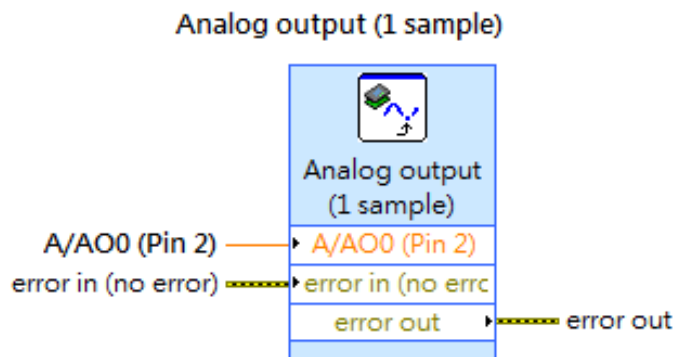 Analog output (1 sample)
Analog output
(1 sample)
A/AO0 (Pin 2)
A/AO0 (Pin 2)
error in (no error)
error in (no errc
error out
error out